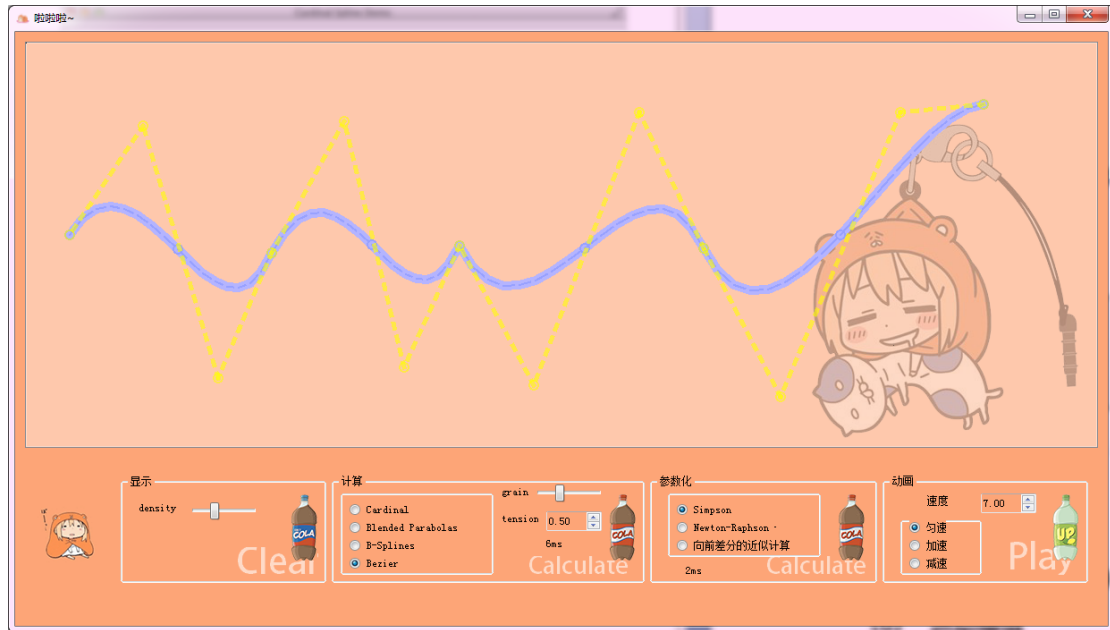 啦啦啦~
显示
density
COLA
Clear
计算
Cardinal
Blended Parabolas
B-Splines
Bezier
grain
tension 0.50
6ms
COLA
Calculate
参数化
Simpson
Newton-Raphson
向前差分的近似计算
2ms
COLA
Calculate
动画
速度 7.00
匀速
加速
减速
UP!
Play